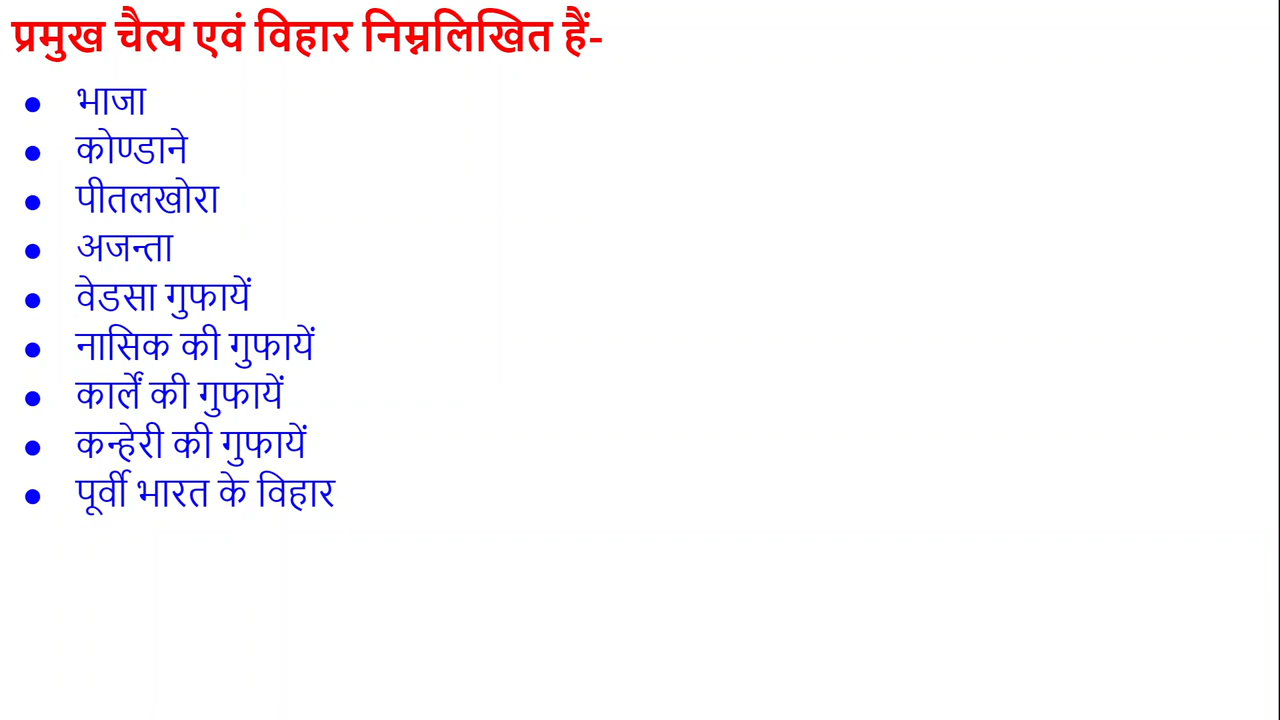 प्रमुख चैत्य एवं विहार निम्नलिखित हैं-
● भाजा
● कोण्डाने
● पीतलखोरा
● अजन्ता
● वेडसा गुफायें
● नासिक की गुफायें
● कार्लें की गुफायें
● कन्हेरी की गुफायें
● पूर्वी भारत के विहार